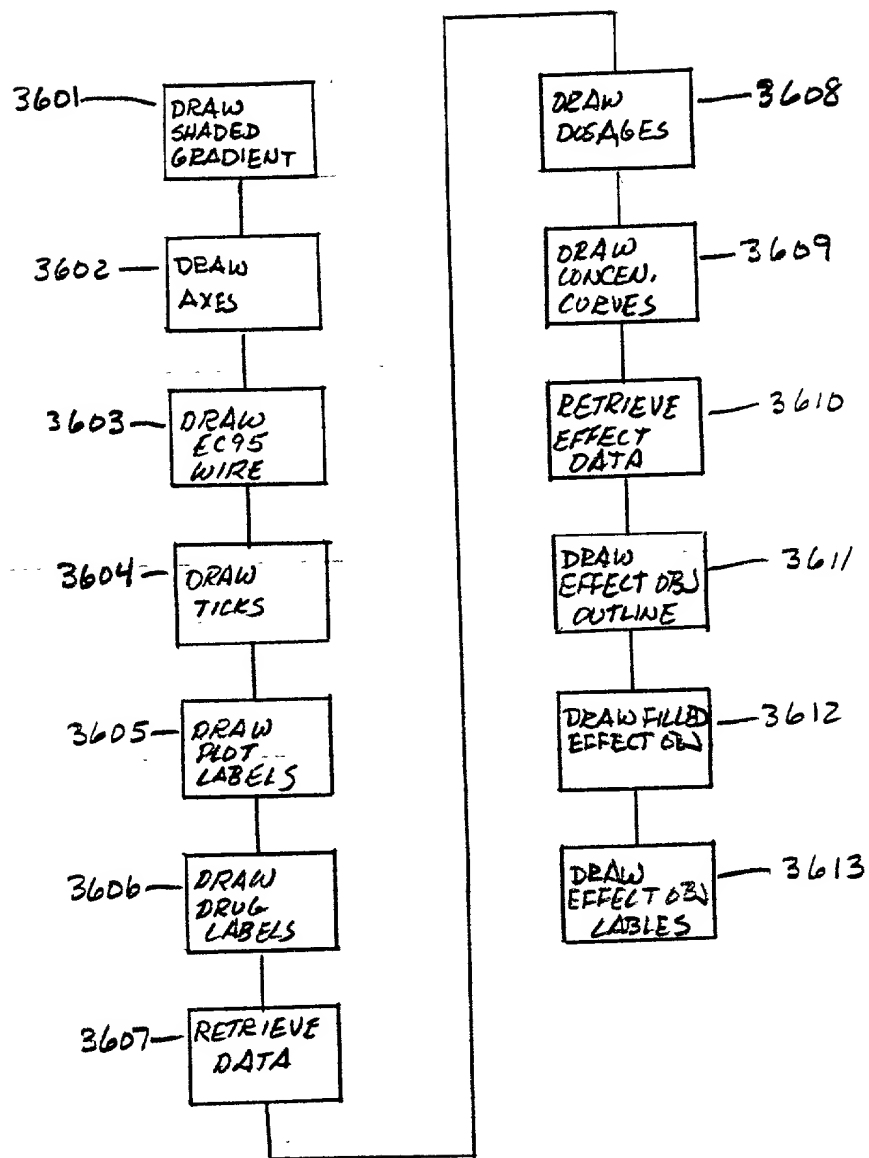 3601
DRAW
SHADED
GRADIENT
3602
DRAW
AXES
3603
DRAW
EC95
WIRE
3604
DRAW
TICKS
3605
DRAW
PLOT
LABELS
3606
DRAW
DRUG
LABELS
3607
RETRIEVE
DATA
DRAW
DOSAGES
3608
DRAW
CONCEN.
CURVES
3609
RETRIEVE
EFFECT
DATA
3610
DRAW
EFFECT OBJ
OUTLINE
3611
DRAW FILLED
EFFECT OBJ
3612
DRAW
EFFECT OBJ
LABLES
3613